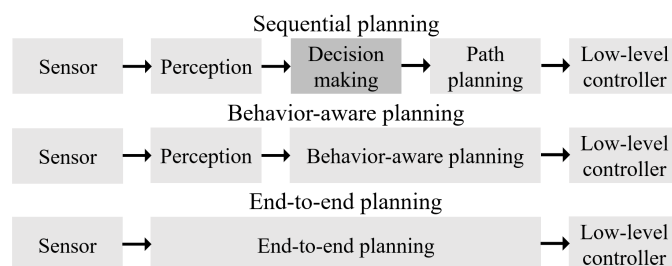 Sequential planning
Sensor
Perception
Decision
making
Path
planning
Low-level
controller
Behavior-aware planning
Sensor
Perception
Behavior-aware planning
Low-level
controller
End-to-end planning
Sensor
End-to-end planning
Low-level
controller